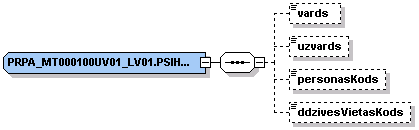 vards
uzvards
PRPA_MT000100UV01_LV01.PSIH...
personasKods
ddzivesVietasKods